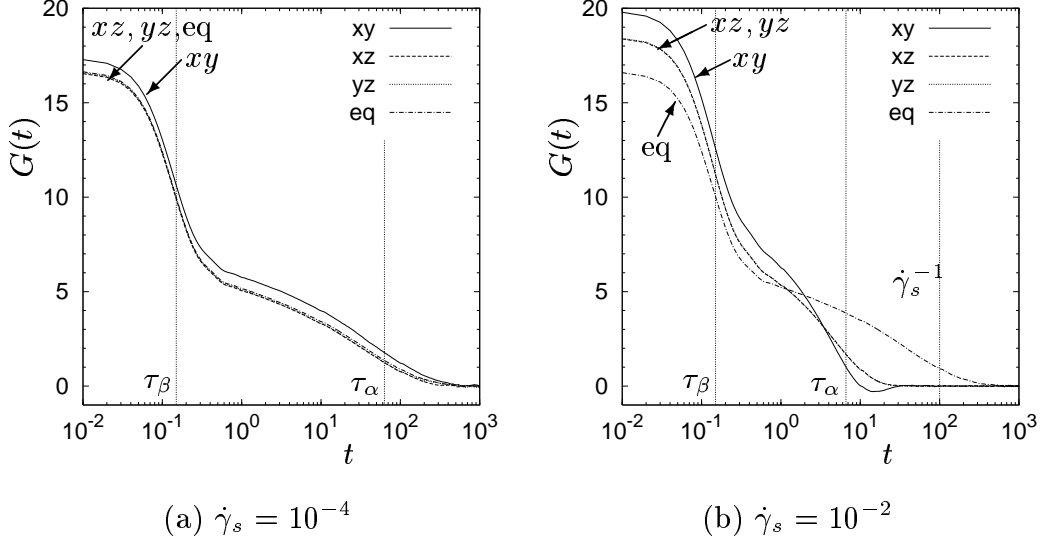 20
15
10
5
0
G(t)
xz, yz, eq
xy
xy
xz
yz
eq
τβ
τα
10^-2
10^-1
10^0
10^1
10^2
10^3
t
(a) γ̇s = 10^-4
20
15
10
5
0
G(t)
xz, yz
xy
eq
xy
xz
yz
eq
γ̇s^-1
τβ
τα
10^-2
10^-1
10^0
10^1
10^2
10^3
t
(b) γ̇s = 10^-2